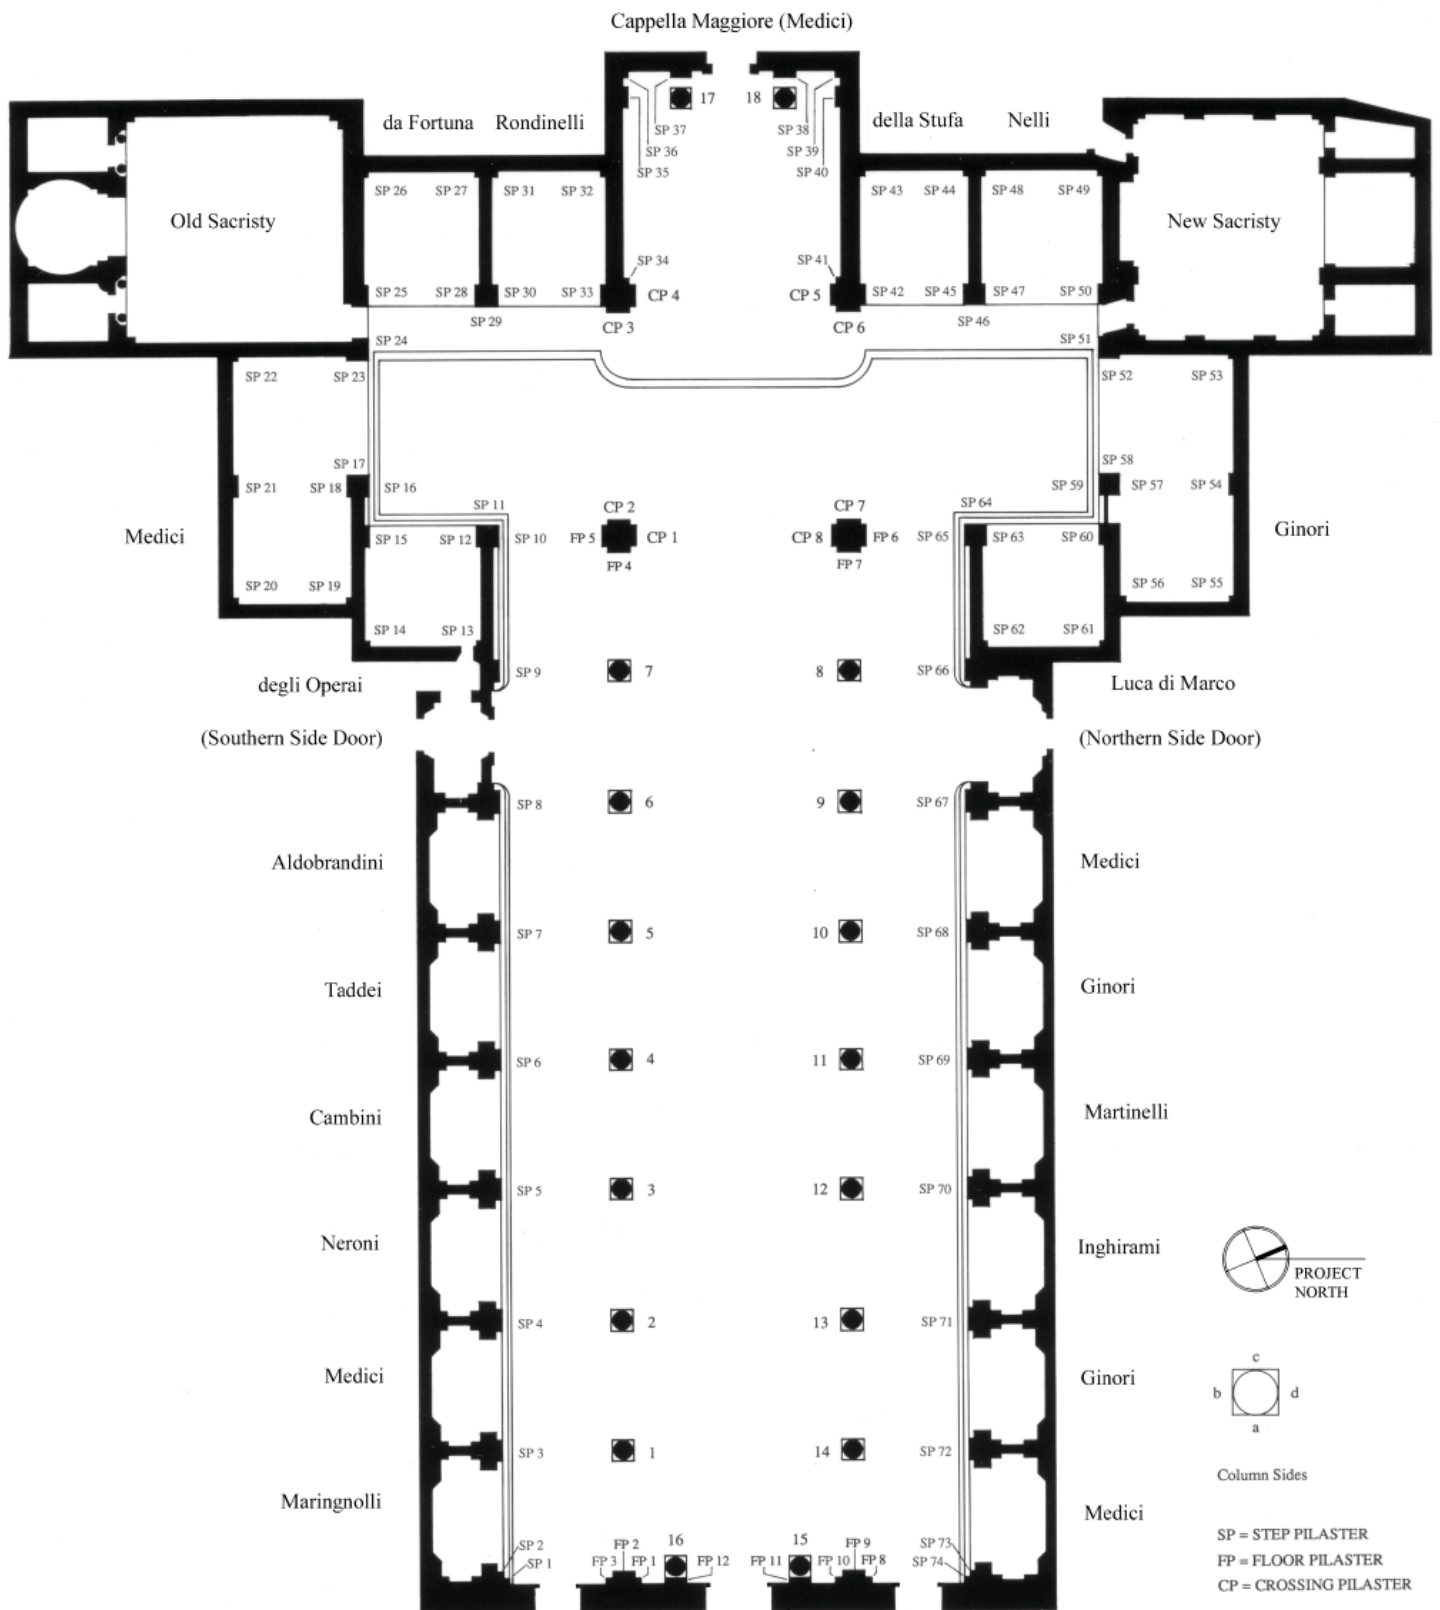 Cappella Maggiore (Medici)
17 18
da Fortuna Rondinelli della Stufa Nelli
SP 37 SP 38
SP 36 SP 39
SP 35 SP 40
SP 26 SP 27 SP 31 SP 32 SP 43 SP 44 SP 48 SP 49
Old Sacristy New Sacristy
SP 34 SP 41
SP 25 SP 28 SP 30 SP 33 CP 4 CP 5 SP 42 SP 45 SP 47 SP 50
SP 29 CP 3 CP 6 SP 46
SP 24 SP 51
SP 22 SP 23 SP 52 SP 53
SP 17 SP 58
SP 21 SP 18 SP 16 SP 59 SP 57 SP 54
SP 11 CP 2 CP 7 SP 64
Medici SP 15 SP 12 SP 10 FP 5 CP 1 CP 8 FP 6 SP 65 SP 63 SP 60 Ginori
FP 4 FP 7
SP 20 SP 19 SP 56 SP 55
SP 14 SP 13 SP 62 SP 61
SP 9 7 8 SP 66
degli Operai Luca di Marco
(Southern Side Door) (Northern Side Door)
SP 8 6 9 SP 67
Aldobrandini Medici
SP 7 5 10 SP 68
Taddei Ginori
SP 6 4 11 SP 69
Cambini Martinelli
SP 5 3 12 SP 70
Neroni Inghirami
PROJECT
NORTH
SP 4 2 13 SP 71
c
Medici Ginori
b d
a
SP 3 1 14 SP 72
Column Sides
Maringnolli Medici
SP = STEP PILASTER
SP 2 FP 2 16 15 FP 9 SP 73
SP 1 FP 3 FP 1 FP 12 FP 11 FP 10 FP 8 SP 74
FP = FLOOR PILASTER
CP = CROSSING PILASTER